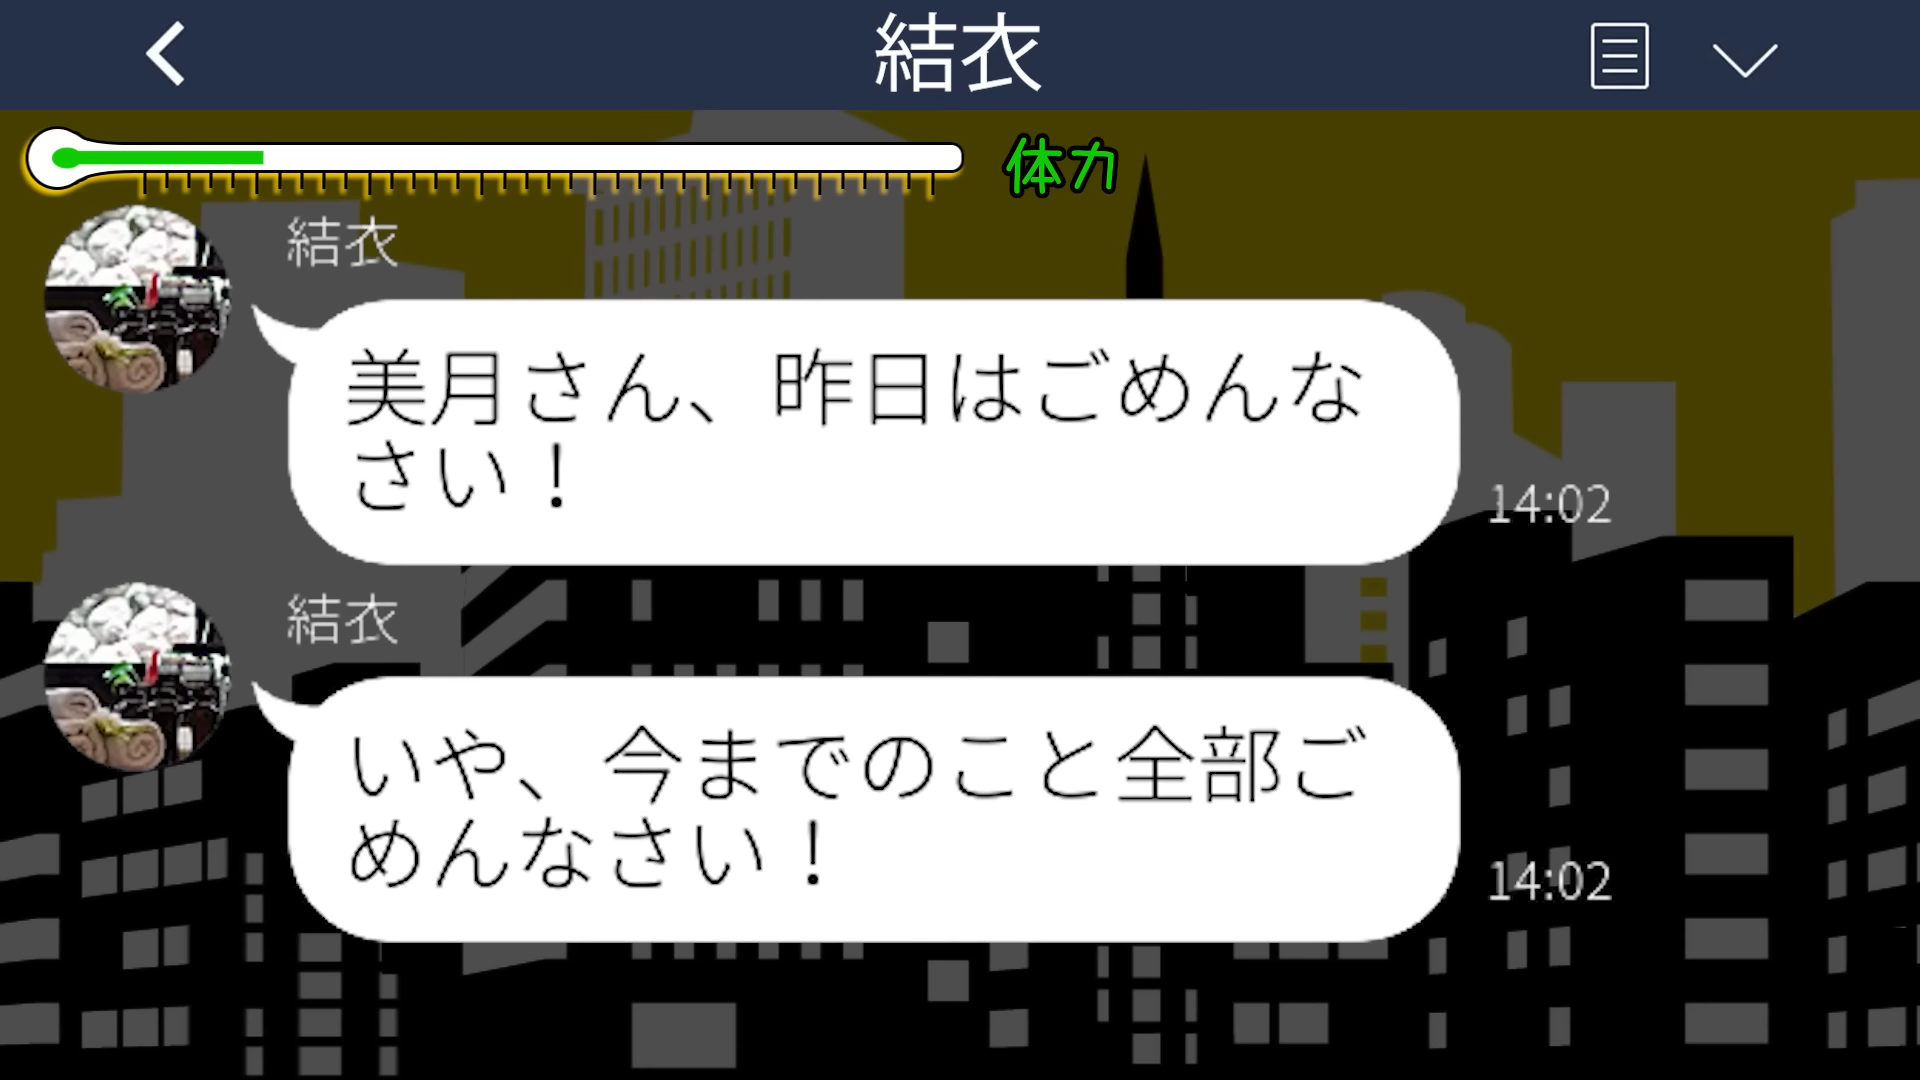 結衣
体力
結衣
美月さん、昨日はごめんな
さい！
14:02
結衣
いや、今までのこと全部ご
めんなさい！
14:02